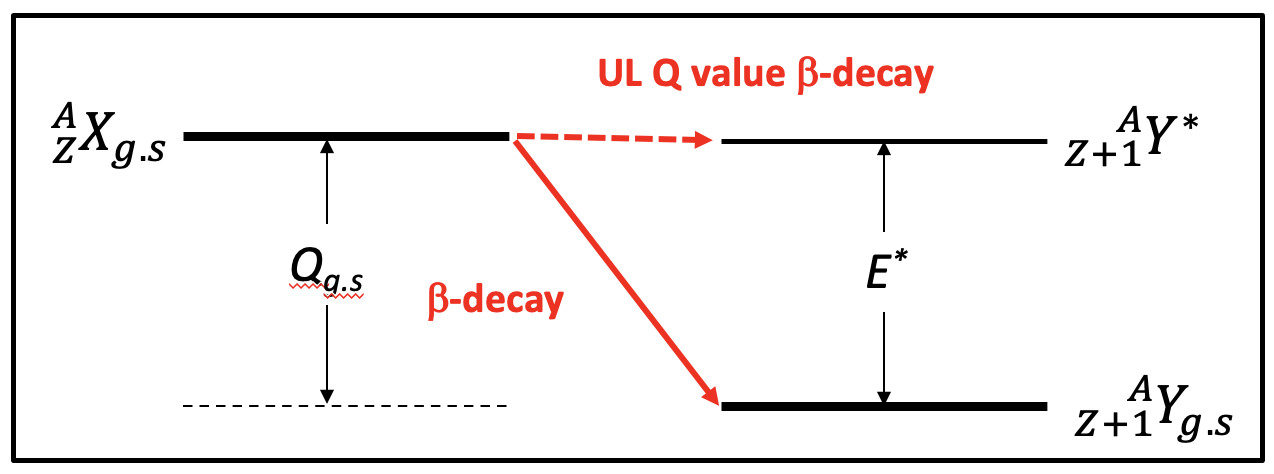 UL Q value β-decay
A
Z X g.s
A
Z+1 Y*
Q g.s
E*
β-decay
A
Z+1 Y g.s